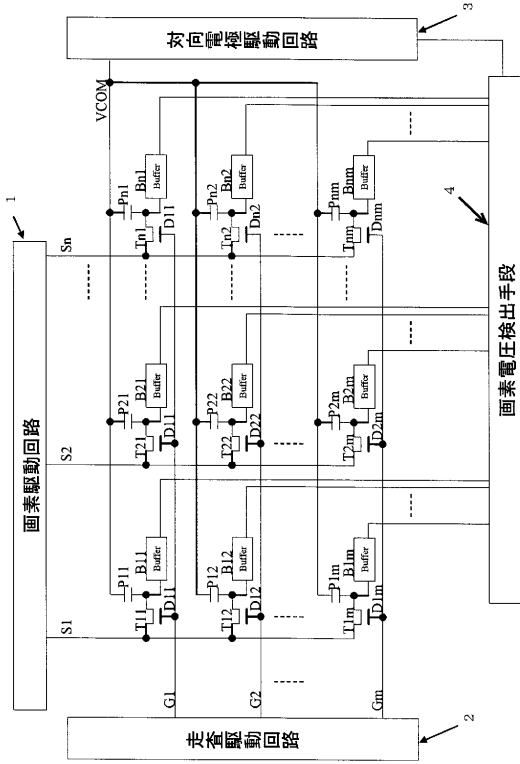 1
画素駆動回路
S1
S2
Sn
VCOM
対向電極駆動回路
3
P11
B11
Buffer
T11
D11
P21
B21
Buffer
T21
D11
Pn1
Bn1
Buffer
Tn1
D11
G1
P12
B12
Buffer
T12
D12
P22
B22
Buffer
T22
D22
Pn2
Bn2
Buffer
Tn2
Dn2
G2
P1m
B1m
Buffer
T1m
D1m
P2m
B2m
Buffer
T2m
D2m
Pnm
Bnm
Buffer
Tnm
Dnm
Gm
走査駆動回路
2
4
画素電圧検出手段